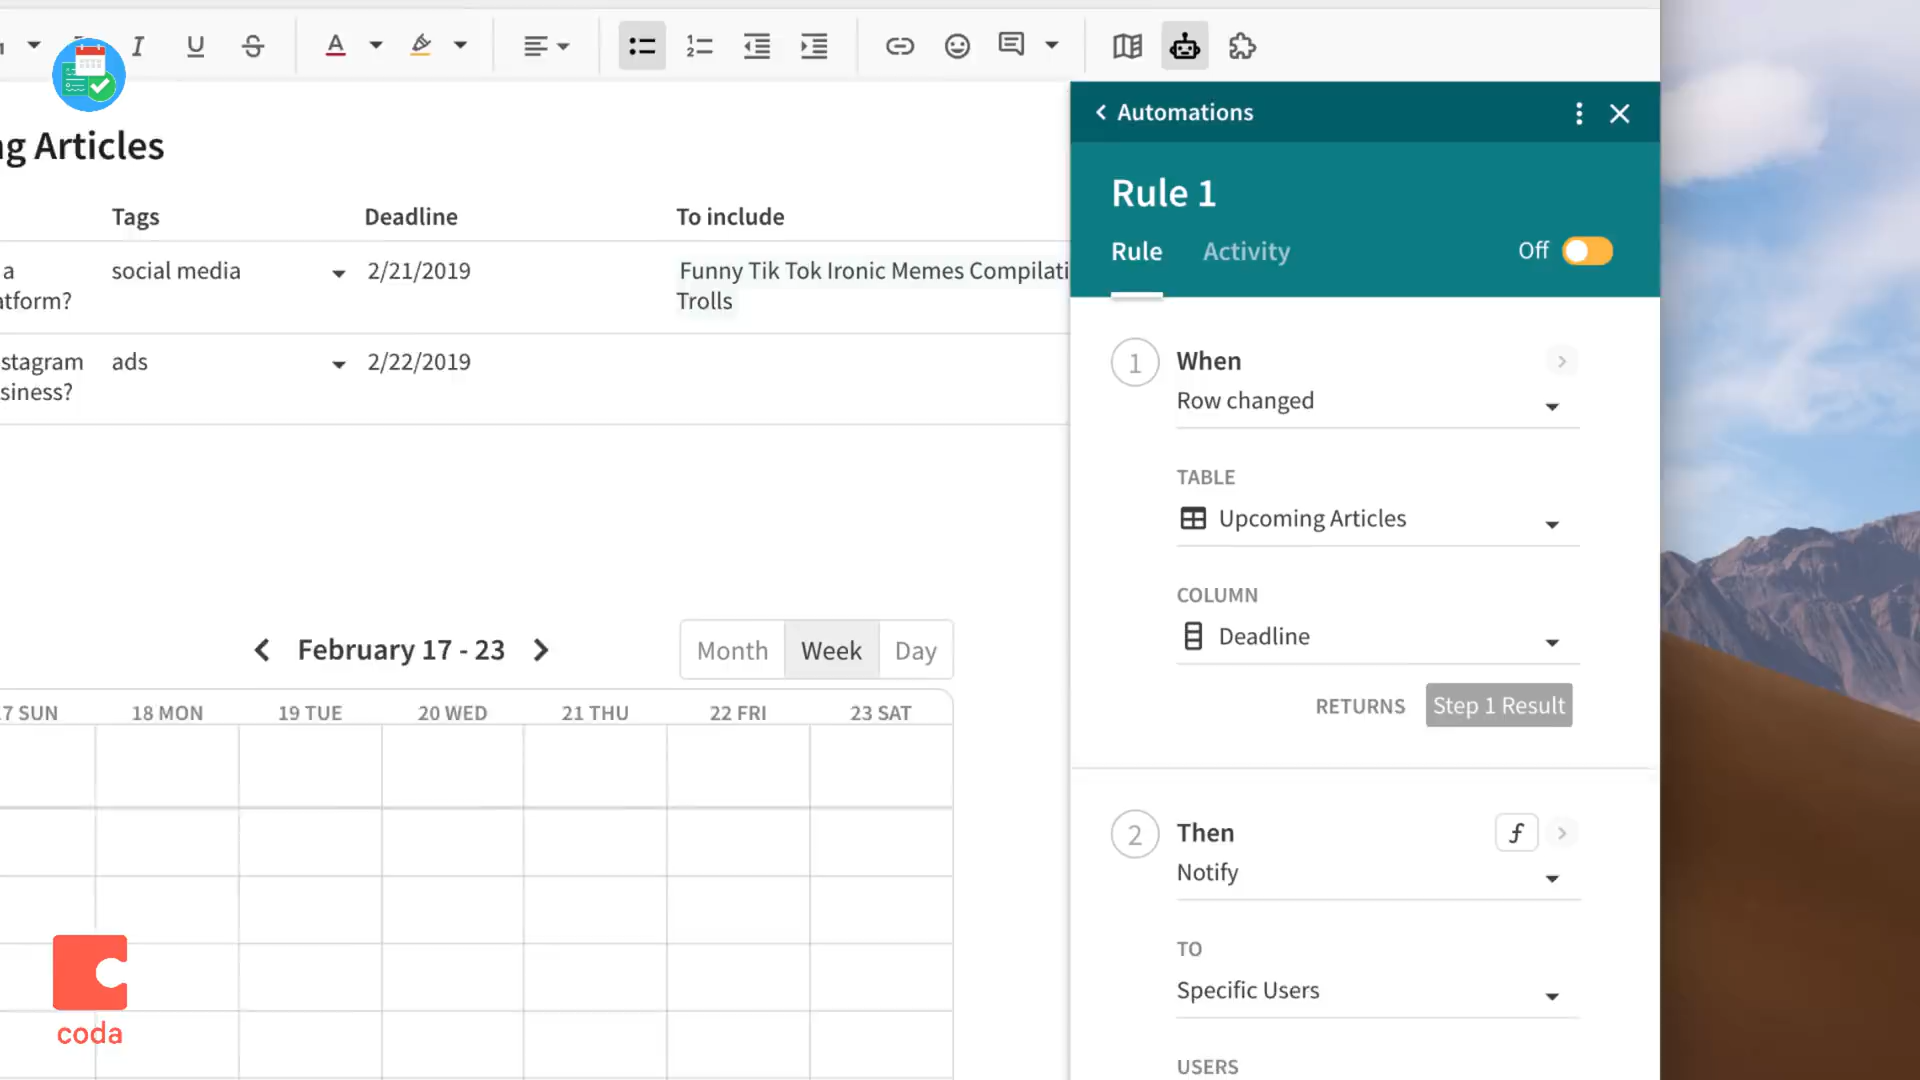 Automations
Rule 1
Rule Activity Off
ng Articles
Tags Deadline To include
a social media 2/21/2019 Funny Tik Tok Ironic Memes Compilati
atform? Trolls
stagram ads 2/22/2019
siness?
1 When
Row changed
TABLE
Upcoming Articles
COLUMN
Deadline
RETURNS Step 1 Result
February 17 - 23 Month Week Day
7 SUN 18 MON 19 TUE 20 WED 21 THU 22 FRI 23 SAT
2 Then
Notify
TO
Specific Users
USERS
coda